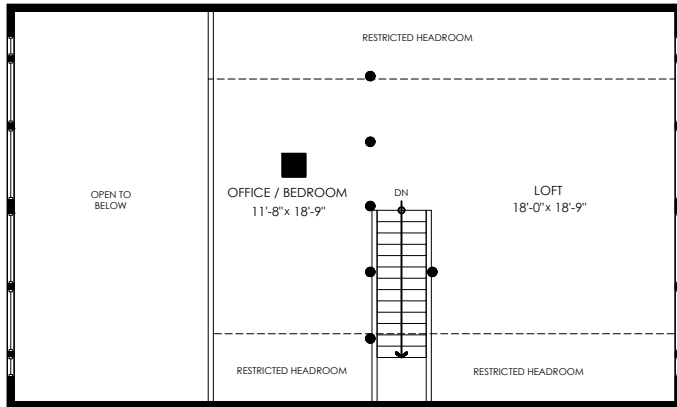 RESTRICTED HEADROOM
OPEN TO
BELOW
OFFICE / BEDROOM
11'-8"x 18'-9"
DN
LOFT
18'-0"x 18'-9"
RESTRICTED HEADROOM
RESTRICTED HEADROOM